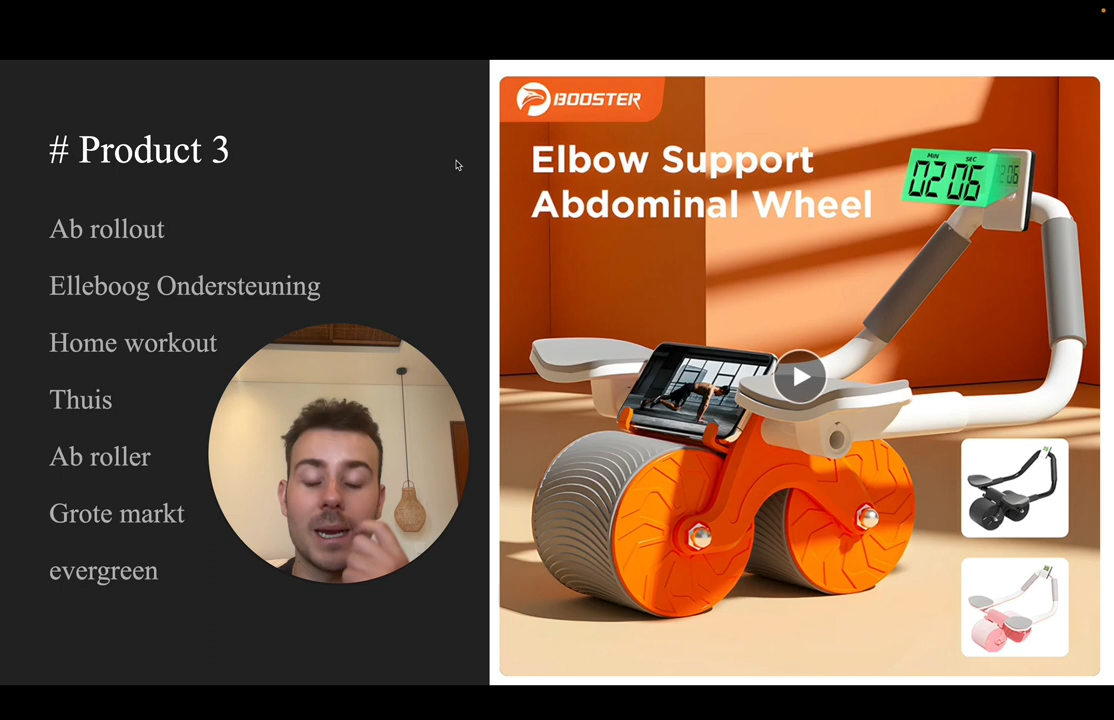 # Product 3
Ab rollout
Elleboog Ondersteuning
Home workout
Thuis
Ab roller
Grote markt
evergreen
BOOSTER
Elbow Support
Abdominal Wheel
MIN SEC
02 06